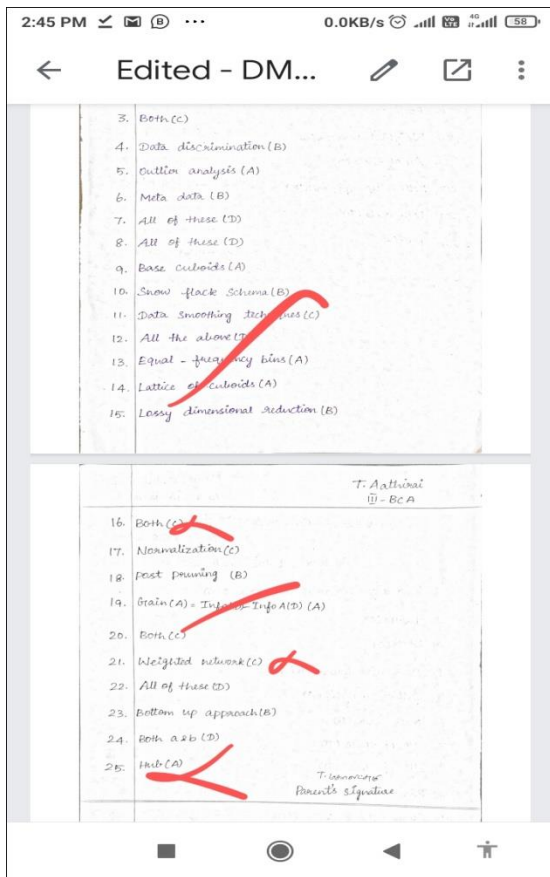 2:45 PM ... 0.0KB/s Vo LTE 4G 58
Edited - DM...
3. Both (C)
4. Data discrimination (B)
5. Outlier analysis (A)
6. Meta data (B)
7. All of these (D)
8. All of these (D)
9. Base cuboids (A)
10. Snow flack Schema (B)
11. Data smoothing techniques (C)
12. All the above (D
13. Equal - frequency bins (A)
14. Lattice of cuboids (A)
15. Lossy dimensional reduction (B)
T. Aathirai
III - BCA
16. Both (C)
17. Normalization (C)
18. Post pruning (B)
19. Grain (A) = Info InfoA(D) (A)
20. Both (C)
21. Weighted network (C)
22. All of these (D)
23. Bottom up approach (B)
24. Both a & b (D)
25. Hub (A)
T.
Parent's signature